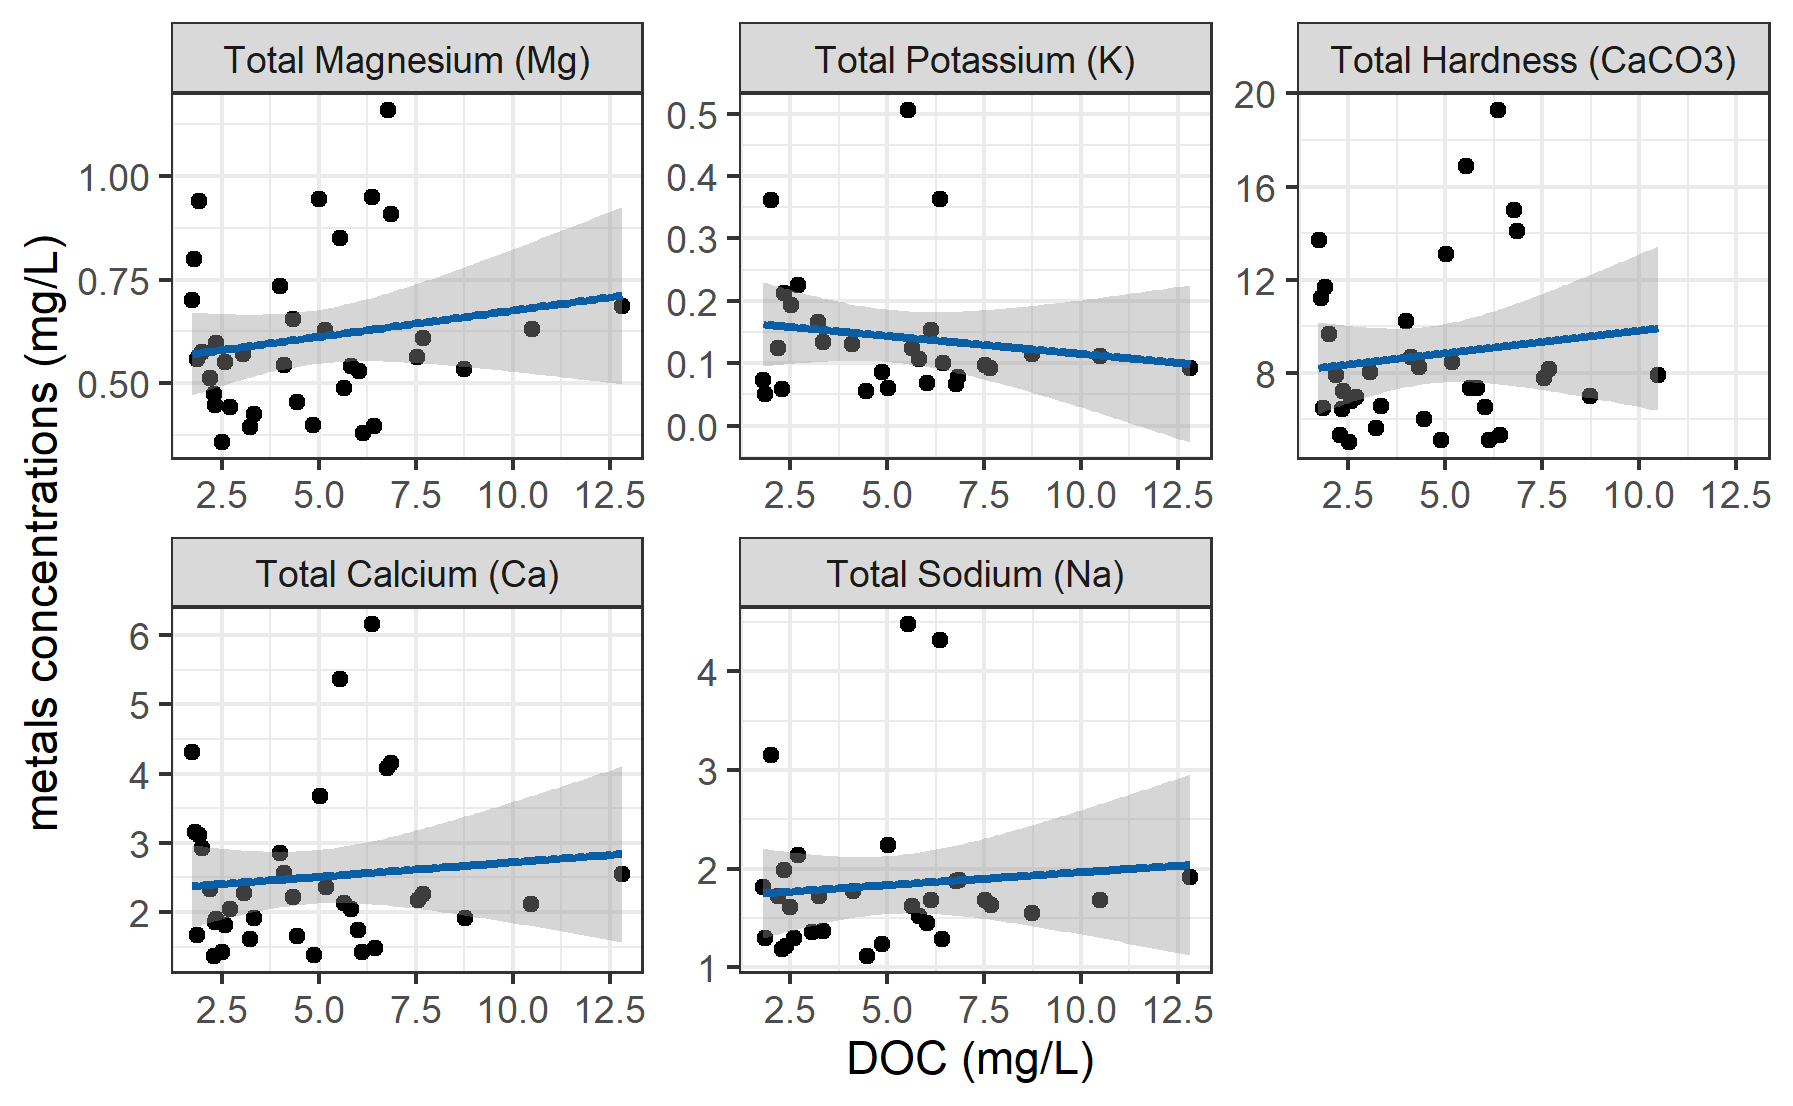 Total Magnesium (Mg)
Total Potassium (K)
Total Hardness (CaCO3)
1.00
0.75
0.50
0.5
0.4
0.3
0.2
0.1
0.0
20
16
12
8
2.5 5.0 7.5 10.0 12.5
2.5 5.0 7.5 10.0 12.5
2.5 5.0 7.5 10.0 12.5
metals concentrations (mg/L)
Total Calcium (Ca)
Total Sodium (Na)
6
5
4
3
2
4
3
2
1
2.5 5.0 7.5 10.0 12.5
2.5 5.0 7.5 10.0 12.5
DOC (mg/L)